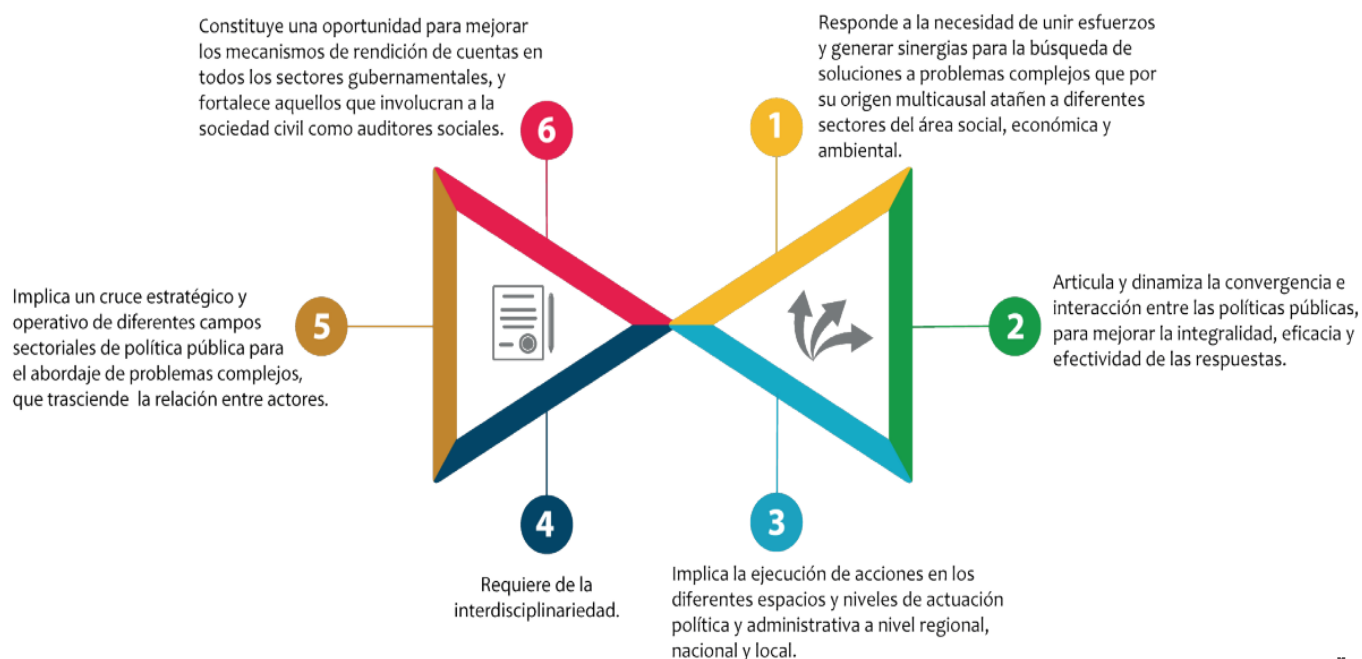 1
Responde a la necesidad de unir esfuerzos
y generar sinergias para la búsqueda de
soluciones a problemas complejos que por
su origen multicausal atañen a diferentes
sectores del área social, económica y
ambiental.
2
Articula y dinamiza la convergencia e
interacción entre las políticas públicas,
para mejorar la integralidad, eficacia y
efectividad de las respuestas.
3
Implica la ejecución de acciones en los
diferentes espacios y niveles de actuación
política y administrativa a nivel regional,
nacional y local.
4
Requiere de la
interdisciplinariedad.
5
Implica un cruce estratégico y
operativo de diferentes campos
sectoriales de política pública para
el abordaje de problemas complejos,
que trasciende la relación entre actores.
6
Constituye una oportunidad para mejorar
los mecanismos de rendición de cuentas en
todos los sectores gubernamentales, y
fortalece aquellos que involucran a la
sociedad civil como auditores sociales.